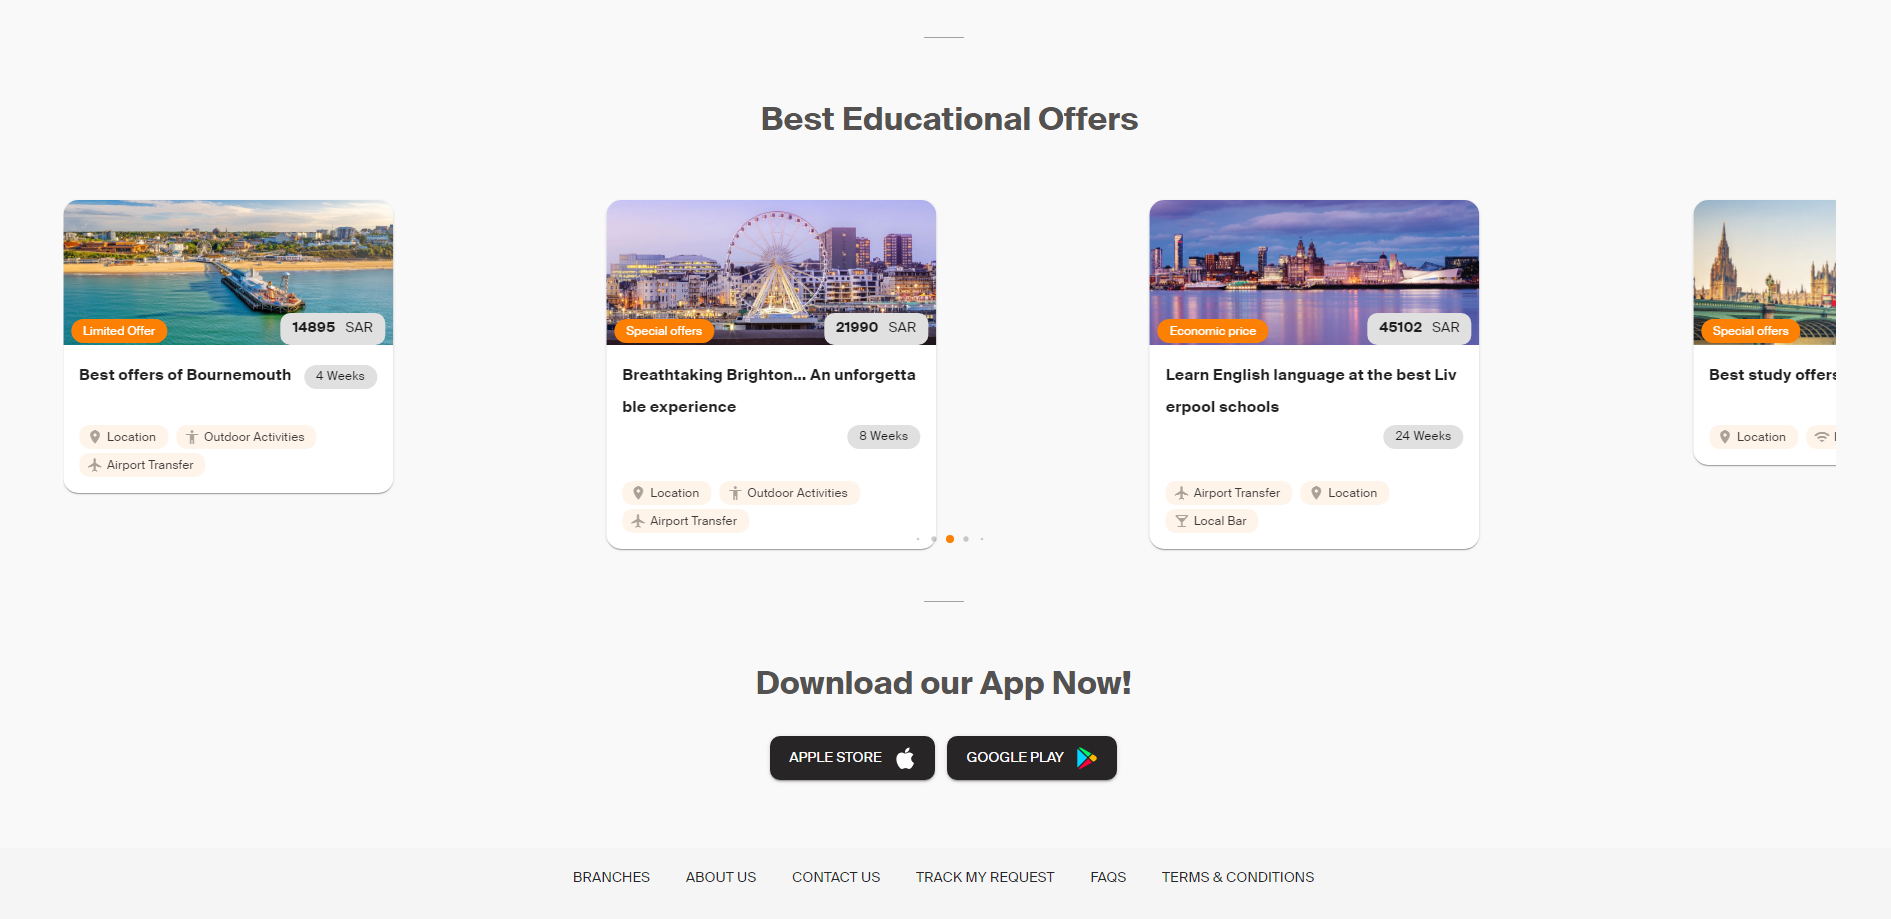 Best Educational Offers
Limited Offer
14895 SAR
Best offers of Bournemouth
4 Weeks
Location
Outdoor Activities
Airport Transfer
Special offers
21990 SAR
Breathtaking Brighton... An unforgetta
ble experience
8 Weeks
Location
Outdoor Activities
Airport Transfer
Economic price
45102 SAR
Learn English language at the best Liv
erpool schools
24 Weeks
Airport Transfer
Location
Local Bar
Special offers
Best study offers
Location
Download our App Now!
APPLE STORE
GOOGLE PLAY
BRANCHES ABOUT US CONTACT US TRACK MY REQUEST FAQS TERMS & CONDITIONS